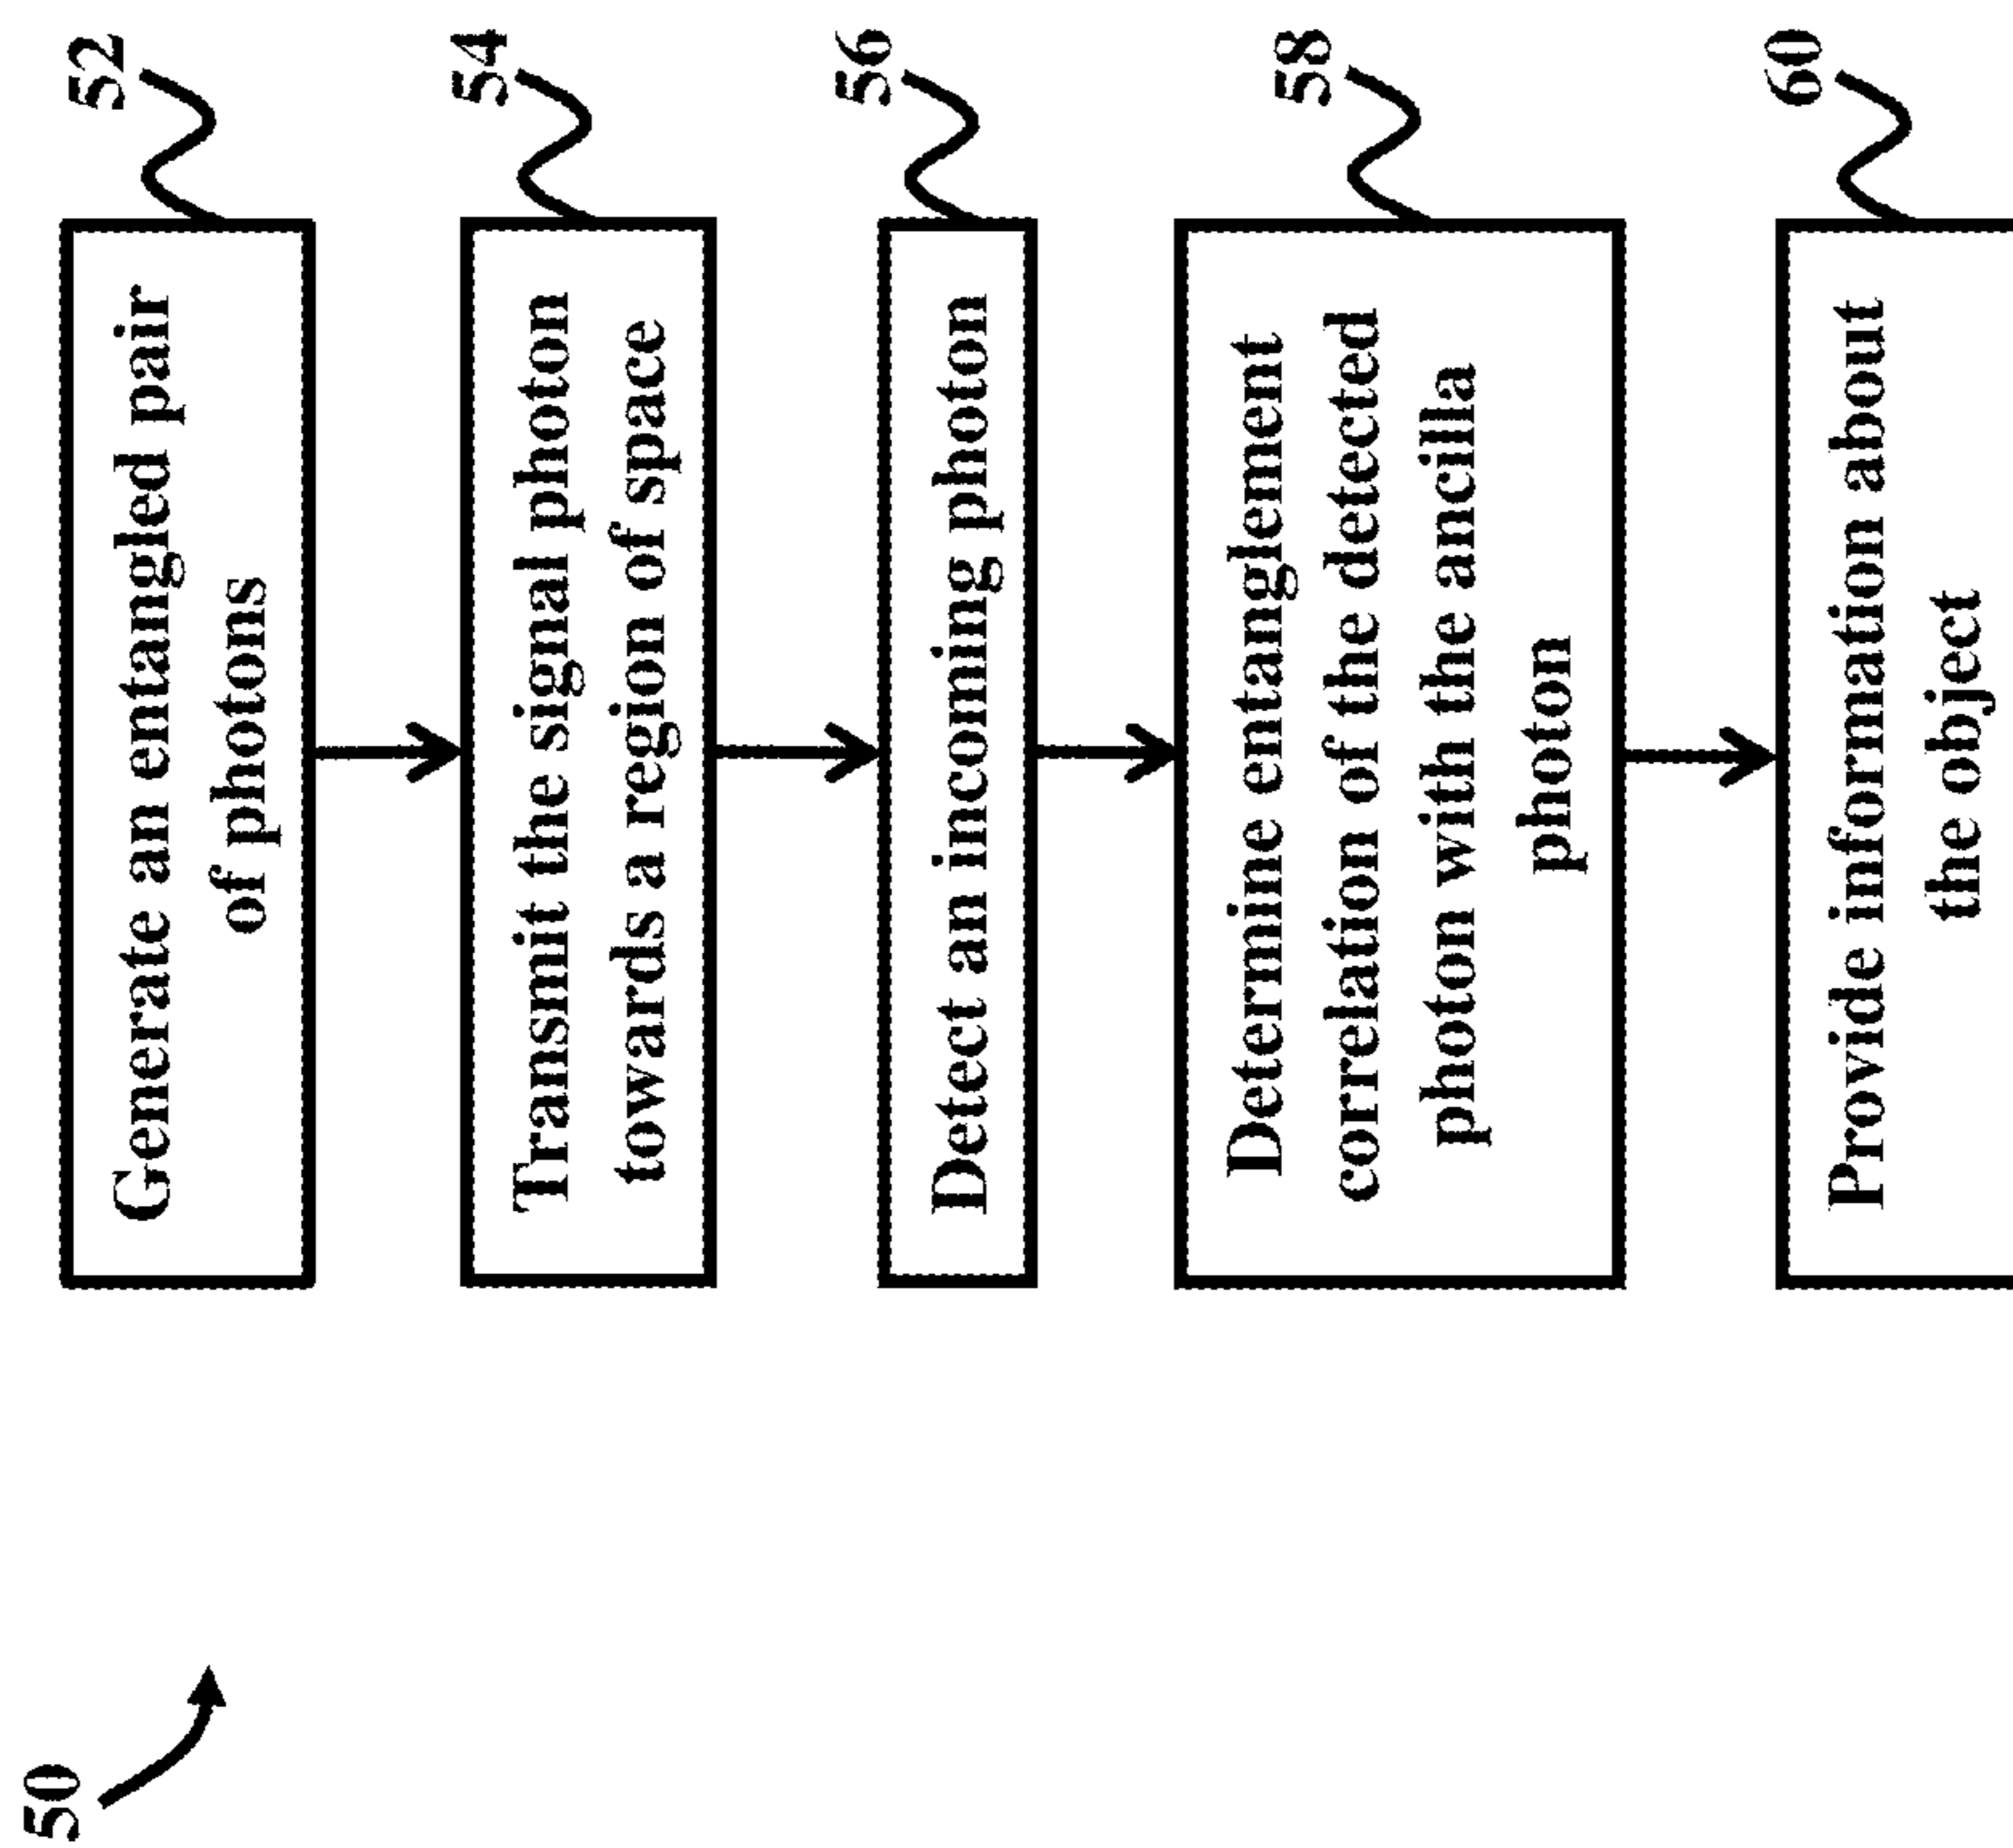 50
52
Generate an entangled pair
of photons
54
Transmit the signal photon
towards a region of space
56
Detect an incoming photon
58
Determine entanglement
correlation of the detected
photon with the ancilla
photon
60
Provide information about
the object